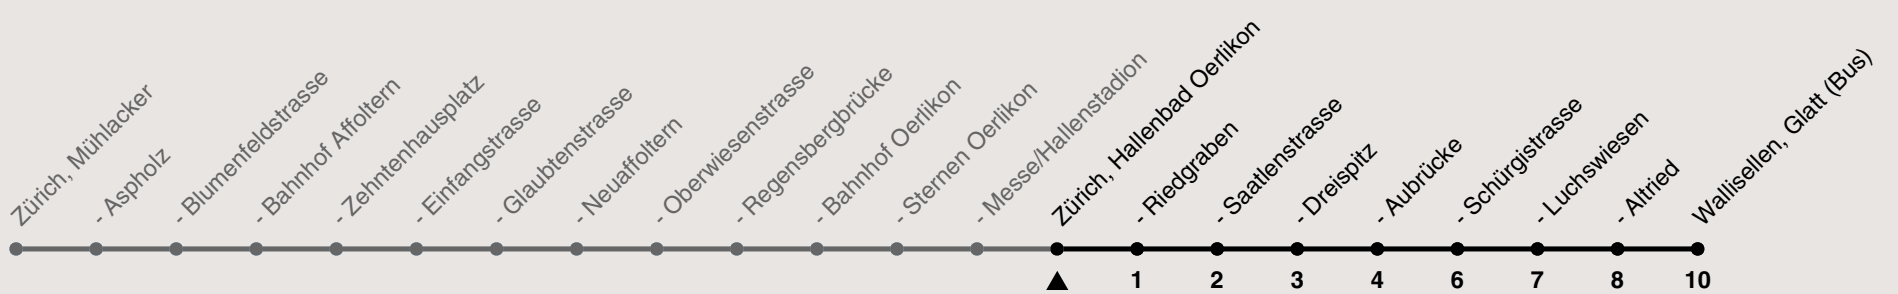 Zürich, Mühlacker
- Aspholz
- Blumenfeldstrasse
- Bahnhof Affoltern
- Zehntenhausplatz
- Einfangstrasse
- Glaubtenstrasse
- Neuaffoltern
- Oberwiesenstrasse
- Regensbergbrücke
- Bahnhof Oerlikon
- Sternen Oerlikon
- Messe/Hallenstadion
Zürich, Hallenbad Oerlikon
- Riedgraben
- Saatlenstrasse
- Dreispitz
- Aubrücke
- Schürgistrasse
- Luchswiesen
- Altried
Wallisellen, Glatt (Bus)
1 2 3 4 6 7 8 10